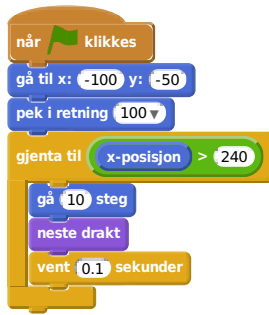 når klikkes
gå til x: -100 y: -50
pek i retning 100▼
gjenta til x-posisjon > 240
gå 10 steg
neste drakt
vent 0.1 sekunder